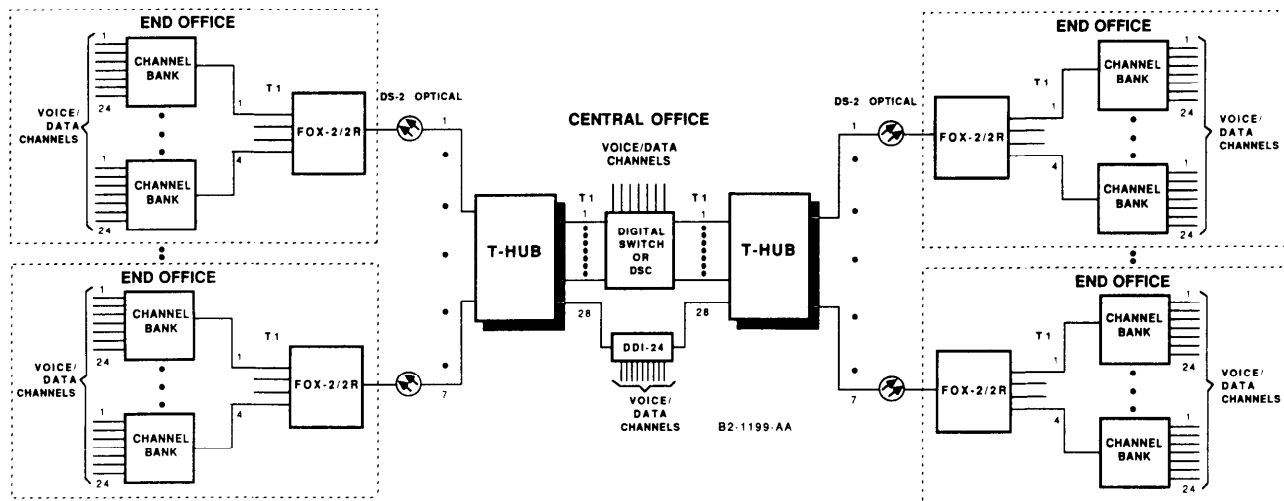 END OFFICE
1
CHANNEL
BANK
24
VOICE/
DATA
CHANNELS
1
CHANNEL
BANK
24
T1
1
4
FOX-2/2R
DS-2 OPTICAL
1
END OFFICE
1
CHANNEL
BANK
24
VOICE/
DATA
CHANNELS
1
CHANNEL
BANK
24
T1
1
4
FOX-2/2R
7
CENTRAL OFFICE
VOICE/DATA
CHANNELS
T-HUB
T1
1
28
DIGITAL
SWITCH
OR
DSC
T1
1
28
T-HUB
DDI-24
VOICE/
DATA
CHANNELS
B2-1199-AA
DS-2 OPTICAL
1
END OFFICE
FOX-2/2R
T1
1
4
CHANNEL
BANK
1
24
VOICE/
DATA
CHANNELS
CHANNEL
BANK
1
24
7
END OFFICE
FOX-2/2R
T1
1
4
CHANNEL
BANK
1
24
VOICE/
DATA
CHANNELS
CHANNEL
BANK
1
24